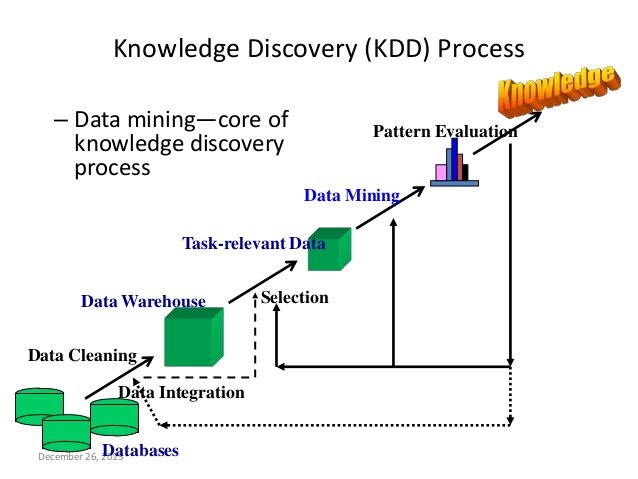 Knowledge Discovery (KDD) Process
Knowledge
– Data mining—core of
knowledge discovery
process
Pattern Evaluation
Data Mining
Task-relevant Data
Data Warehouse
Selection
Data Cleaning
Data Integration
Databases
December 26, 2013